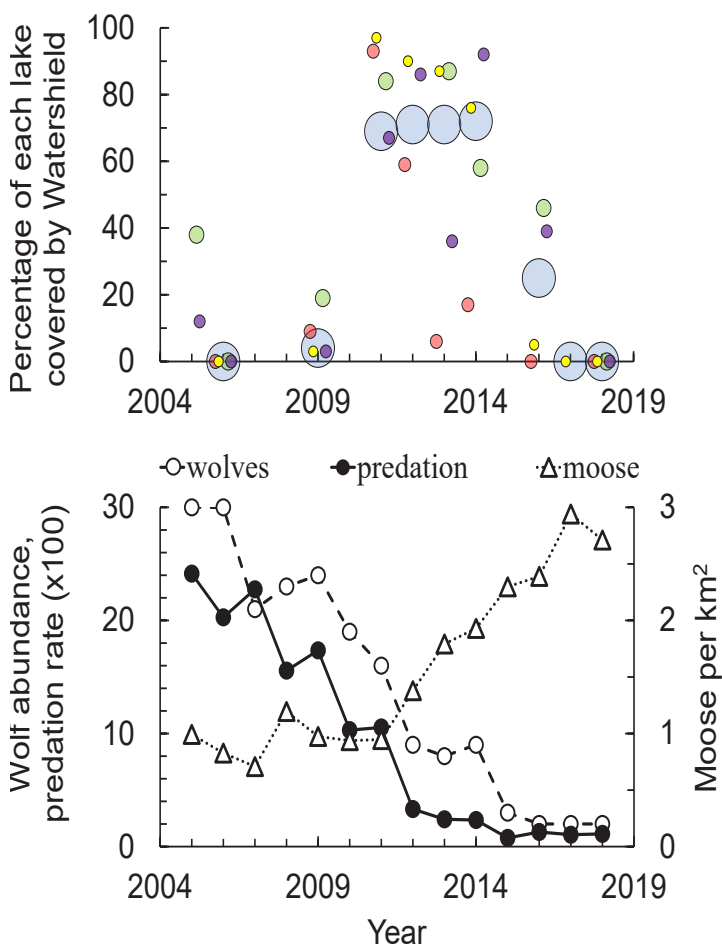 Percentage of each lake
covered by Watershield
100
80
60
40
20
0
2004 2009 2014 2019
wolves predation moose
Wolf abundance,
predation rate (x100)
30
20
10
0
3
2
1
0
Moose per km²
2004 2009 2014 2019
Year